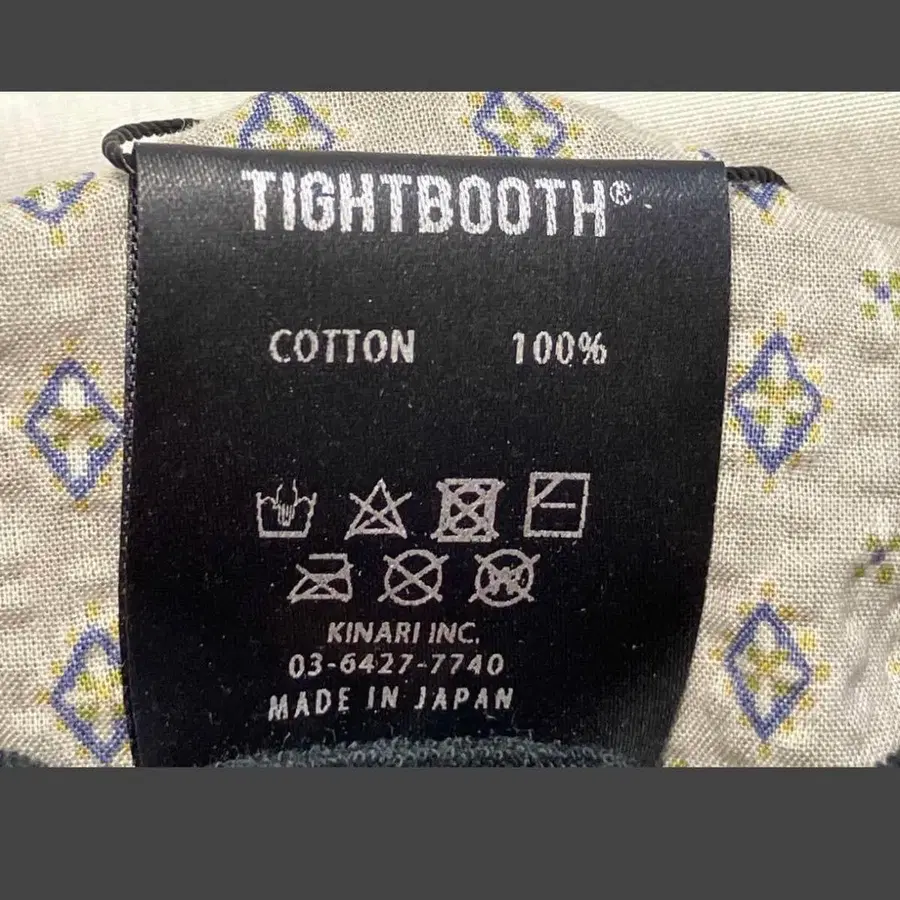 TIGHTBOOTH®
COTTON 100%
KINARI INC.
03-6427-7740
MADE IN JAPAN